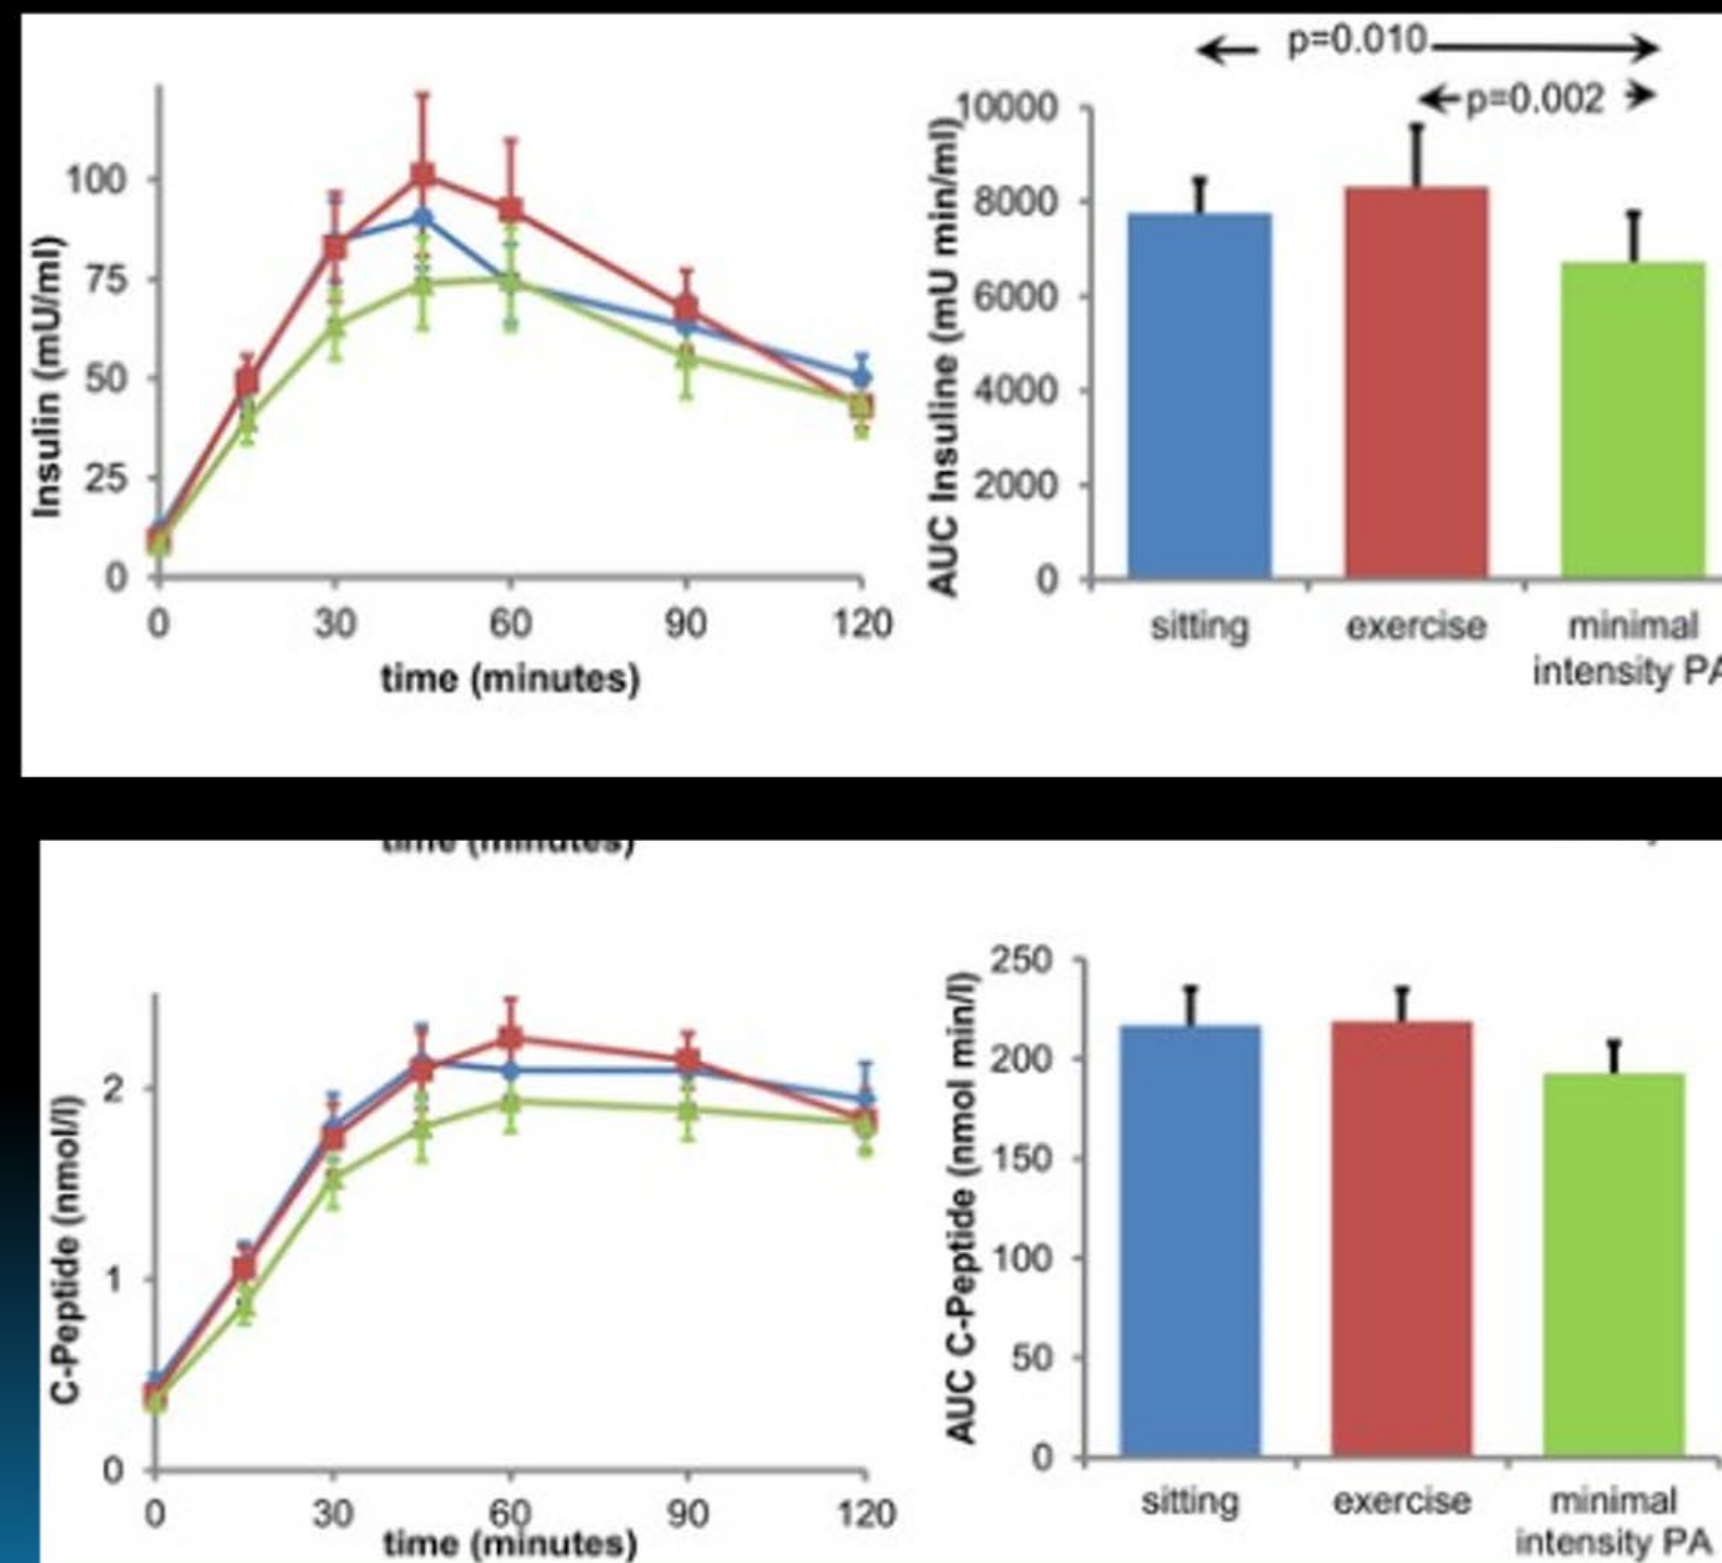 p=0.010
p=0.002
Insulin (mU/ml)
100
75
50
25
0
0 30 60 90 120
time (minutes)
AUC Insuline (mU min/ml)
10000
8000
6000
4000
2000
0
sitting exercise minimal
intensity PA
time (minutes)
C-Peptide (nmol/l)
2
1
0
0 30 60 90 120
time (minutes)
AUC C-Peptide (nmol min/l)
250
200
150
100
50
0
sitting exercise minimal
intensity PA